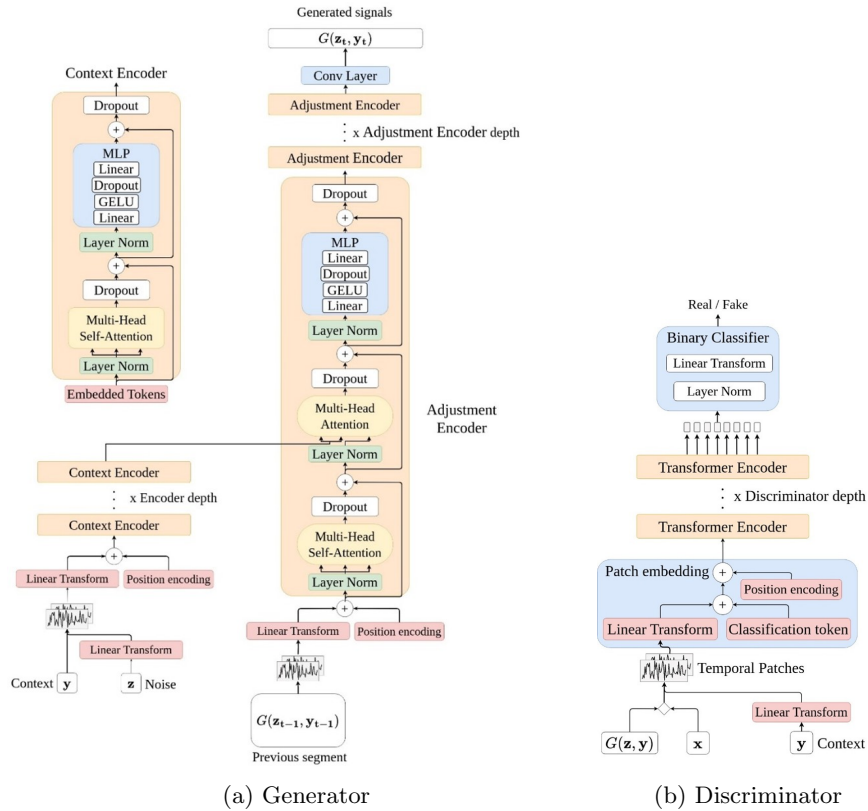 Context Encoder
Dropout
+
MLP
Linear
Dropout
GELU
Linear
Layer Norm
+
Dropout
Multi-Head
Self-Attention
Layer Norm
Embedded Tokens
Context Encoder
x Encoder depth
Context Encoder
+
Linear Transform
Position encoding
Linear Transform
Context y
z Noise
Generated signals
G(z_t, y_t)
Conv Layer
Adjustment Encoder
x Adjustment Encoder depth
Adjustment Encoder
Dropout
+
MLP
Linear
Dropout
GELU
Linear
Layer Norm
+
Dropout
Multi-Head
Attention
Layer Norm
+
Dropout
Multi-Head
Self-Attention
Layer Norm
+
Linear Transform
Position encoding
G(z_{t-1}, y_{t-1})
Previous segment
Adjustment
Encoder
(a) Generator
Real / Fake
Binary Classifier
Linear Transform
Layer Norm
Transformer Encoder
x Discriminator depth
Transformer Encoder
Patch embedding
+
Position encoding
+
Linear Transform
Classification token
Temporal Patches
Linear Transform
G(z, y)
x
y Context
(b) Discriminator